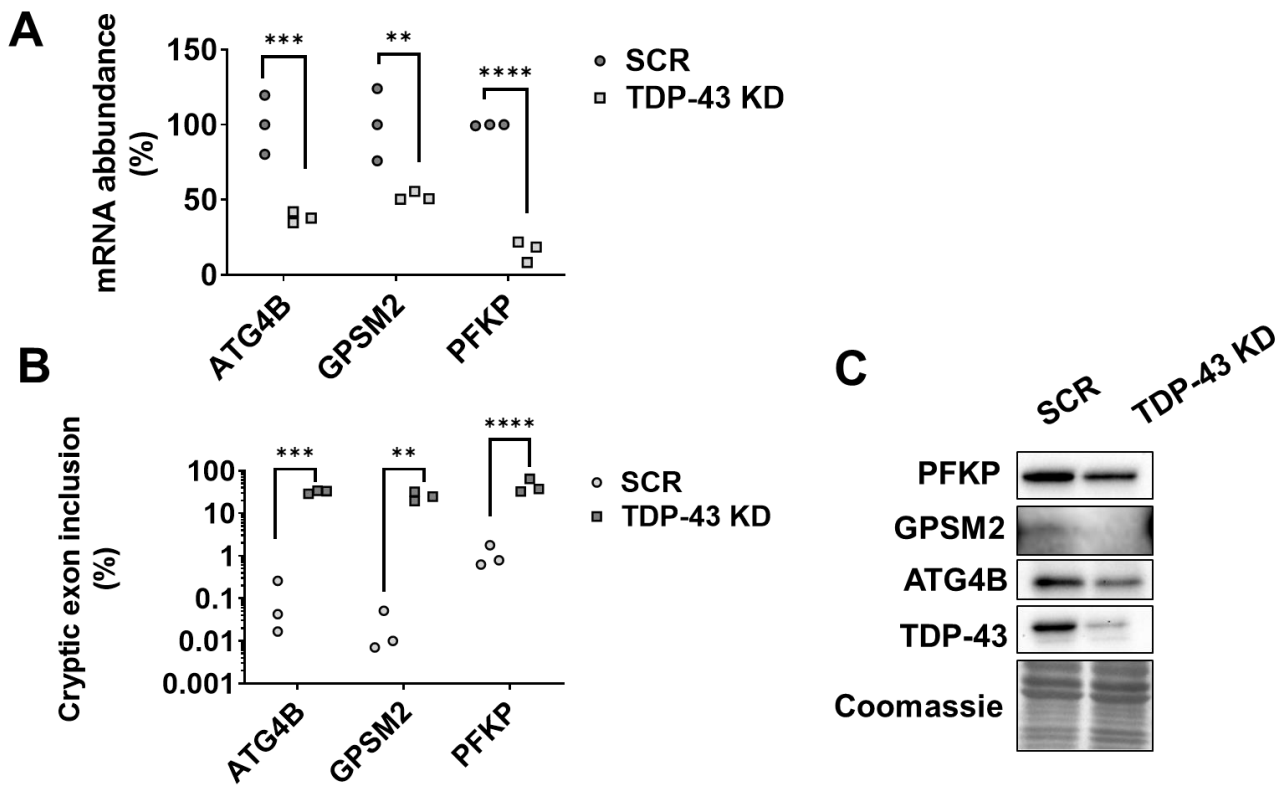 A
mRNA abbundance
(%)
150
100
50
0
***
**
****
SCR
TDP-43 KD
ATG4B
GPSM2
PFKP
B
Cryptic exon inclusion
(%)
100
10
1
0.1
0.01
0.001
***
**
****
SCR
TDP-43 KD
ATG4B
GPSM2
PFKP
C
SCR
TDP-43 KD
PFKP
GPSM2
ATG4B
TDP-43
Coomassie